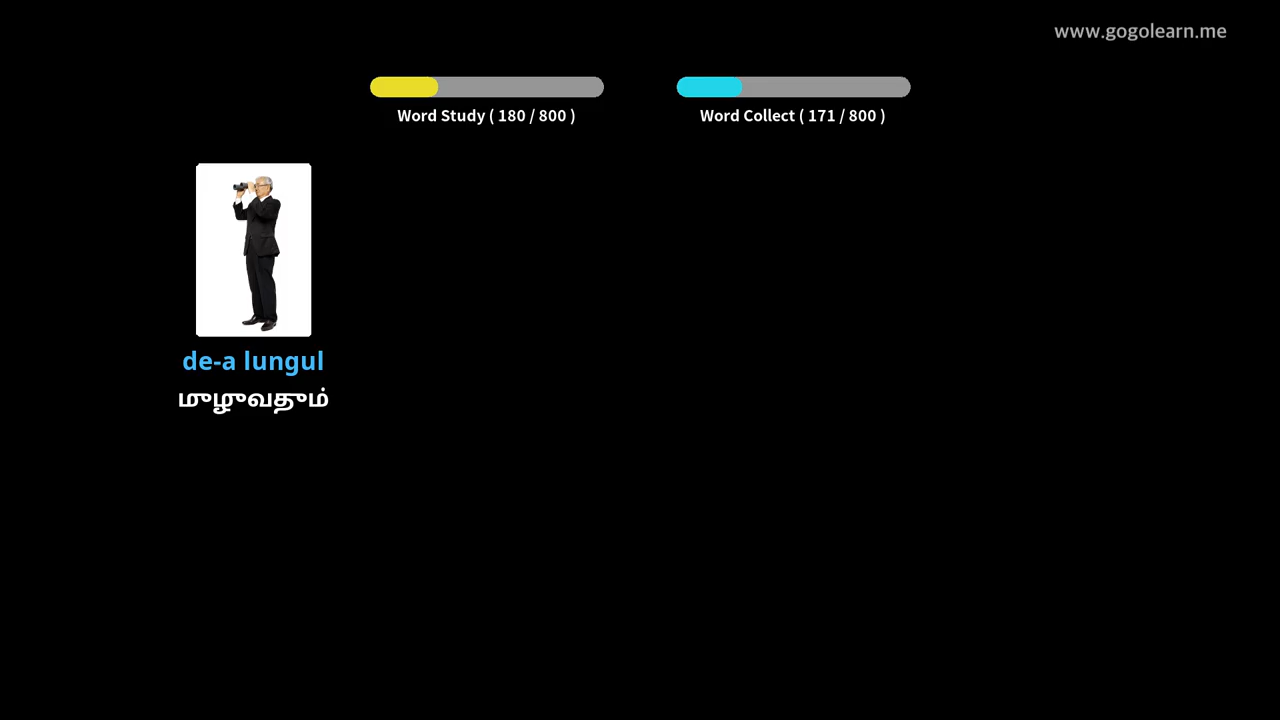 www.gogolearn.me
Word Study ( 180 / 800 )
Word Collect ( 171 / 800 )
de-a lungul
முழுவதும்